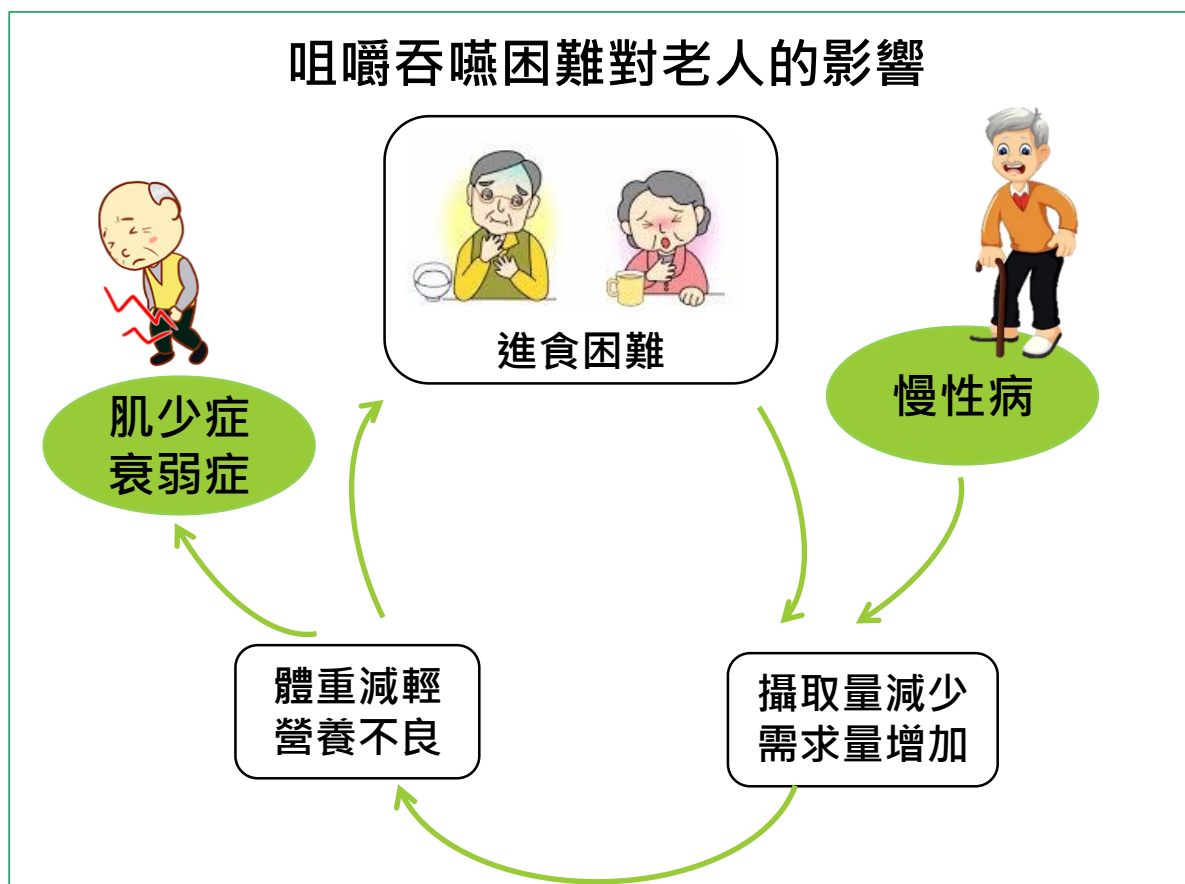 咀嚼吞嚥困難對老人的影響
進食困難
慢性病
肌少症
衰弱症
體重減輕
營養不良
攝取量減少
需求量增加